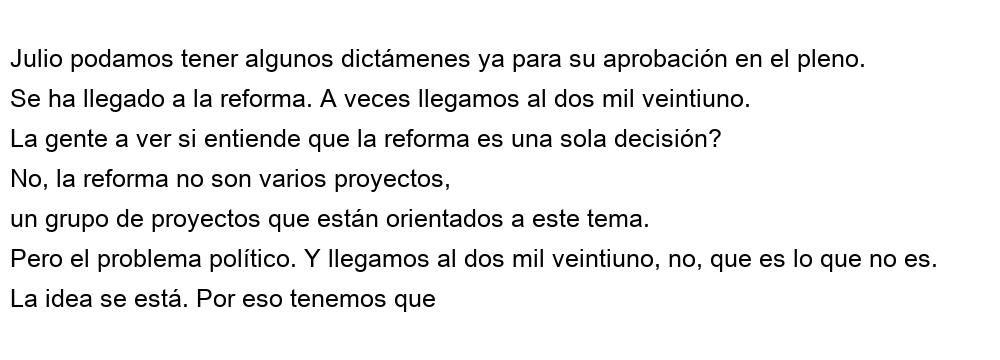 Julio podamos tener algunos dictámenes ya para su aprobación en el pleno.
Se ha llegado a la reforma. A veces llegamos al dos mil veintiuno.
La gente a ver si entiende que la reforma es una sola decisión?
No, la reforma no son varios proyectos,
un grupo de proyectos que están orientados a este tema.
Pero el problema político. Y llegamos al dos mil veintiuno, no, que es lo que no es.
La idea se está. Por eso tenemos que